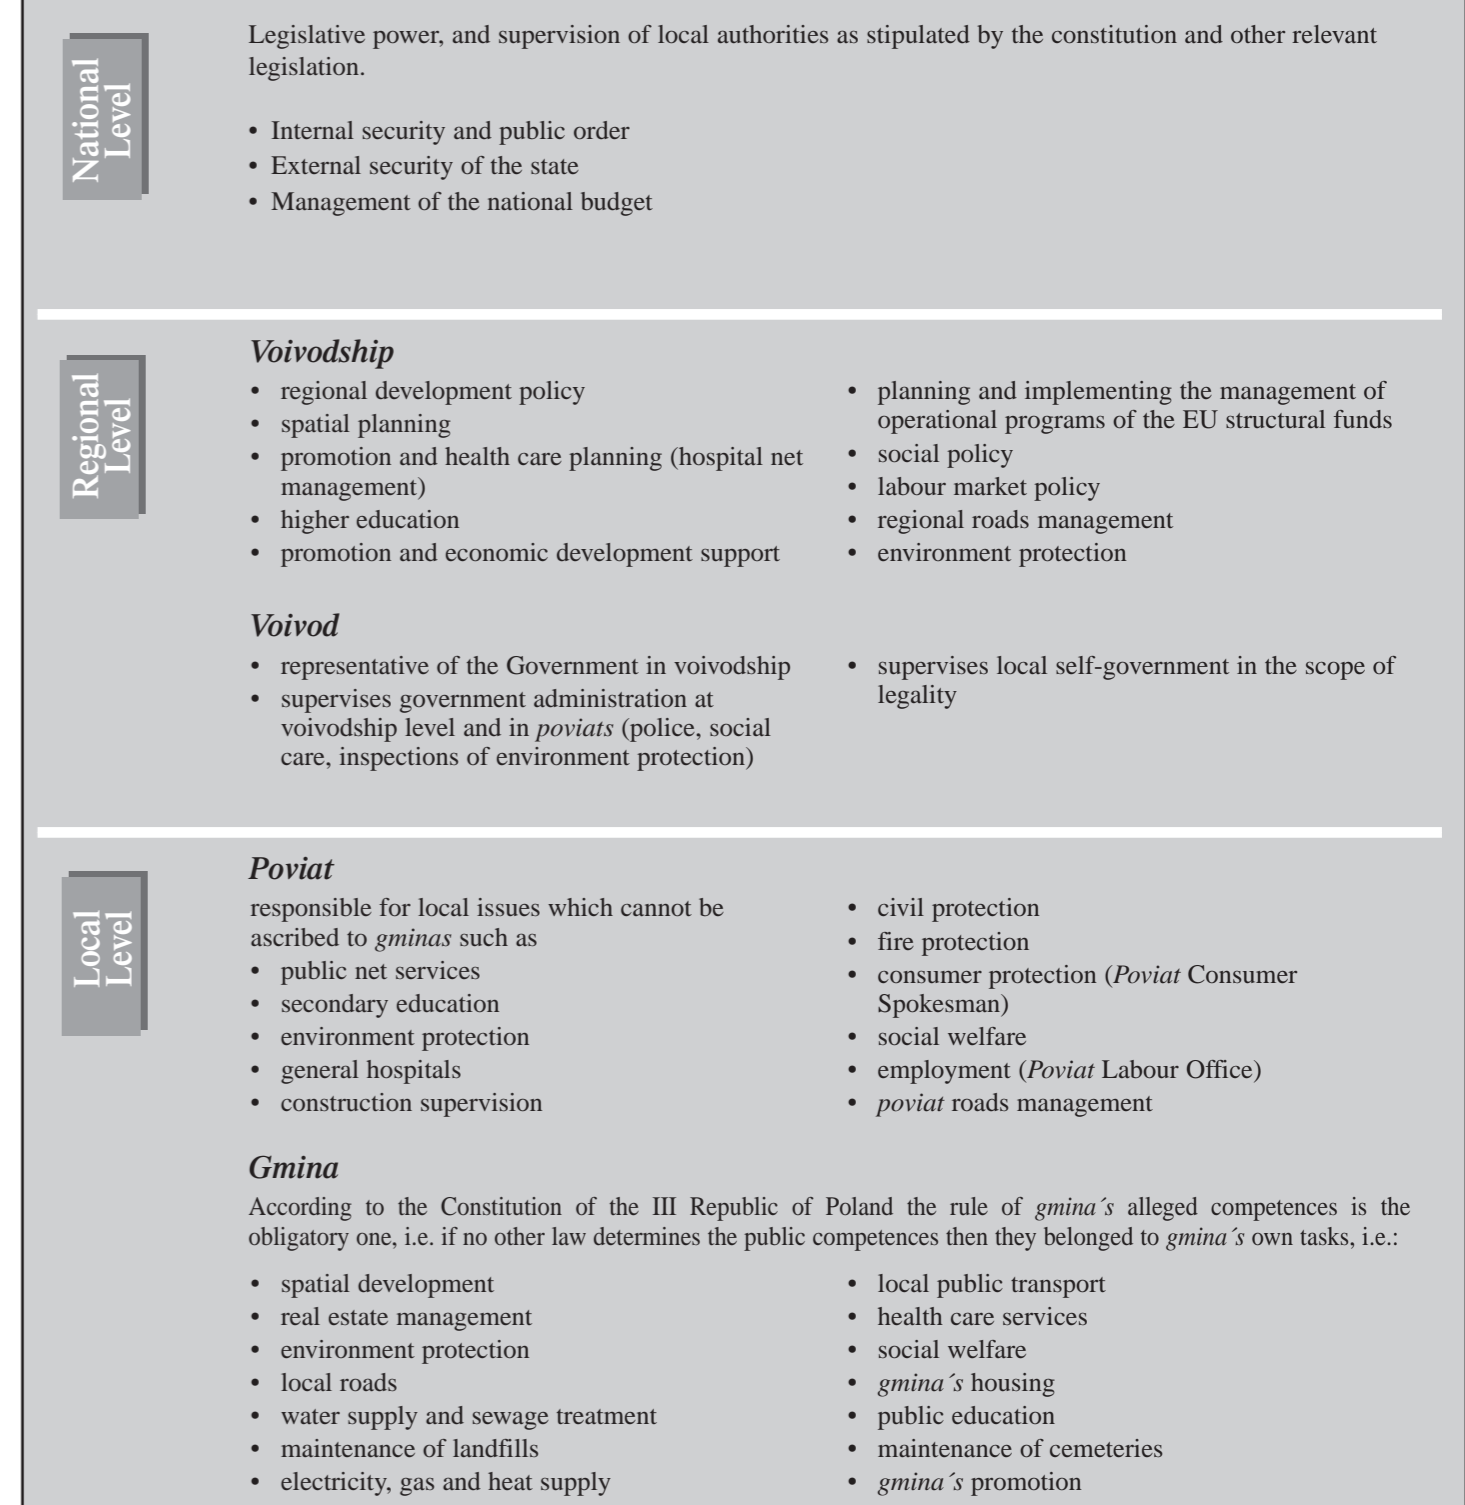 National
Level
Legislative power, and supervision of local authorities as stipulated by the constitution and other relevant
legislation.
• Internal security and public order
• External security of the state
• Management of the national budget
Regional
Level
Voivodship
• regional development policy
• spatial planning
• promotion and health care planning (hospital net
management)
• higher education
• promotion and economic development support
• planning and implementing the management of
operational programs of the EU structural funds
• social policy
• labour market policy
• regional roads management
• environment protection
Voivod
• representative of the Government in voivodship
• supervises government administration at
voivodship level and in poviats (police, social
care, inspections of environment protection)
• supervises local self-government in the scope of
legality
Local
Level
Poviat
responsible for local issues which cannot be
ascribed to gminas such as
• public net services
• secondary education
• environment protection
• general hospitals
• construction supervision
• civil protection
• fire protection
• consumer protection (Poviat Consumer
Spokesman)
• social welfare
• employment (Poviat Labour Office)
• poviat roads management
Gmina
According to the Constitution of the III Republic of Poland the rule of gmina´s alleged competences is the
obligatory one, i.e. if no other law determines the public competences then they belonged to gmina´s own tasks, i.e.:
• spatial development
• real estate management
• environment protection
• local roads
• water supply and sewage treatment
• maintenance of landfills
• electricity, gas and heat supply
• local public transport
• health care services
• social welfare
• gmina´s housing
• public education
• maintenance of cemeteries
• gmina´s promotion